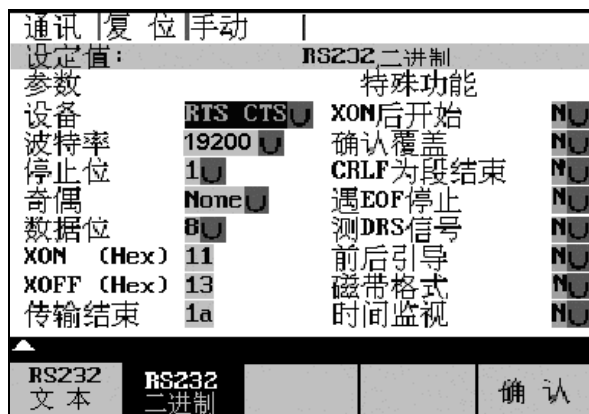 通讯 复 位 手动
设定值: RS232二进制
参数 特殊功能
设备 RTS CTS XON后开始 N
波特率 19200 确认覆盖 N
停止位 1 CRLF为段结束 N
奇偶 None 遇EOF停止 N
数据位 8 测DRS信号 N
XON (Hex) 11 前后引导 N
XOFF (Hex) 13 磁带格式 N
传输结束 1a 时间监视 N
RS232 文本 RS232 二进制 确认